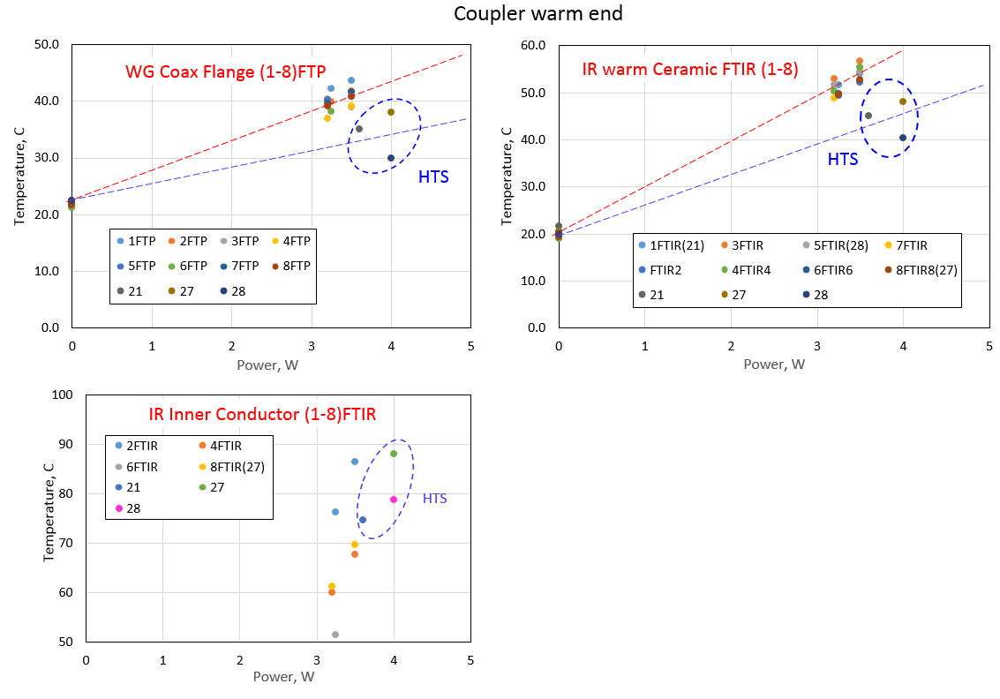 Coupler warm end
WG Coax Flange (1-8)FTP
Temperature, C
50.0
40.0
30.0
20.0
10.0
0.0
HTS
1FTP 2FTP 3FTP 4FTP
5FTP 6FTP 7FTP 8FTP
21 27 28
0 1 2 3 4 5
Power, W
IR warm Ceramic FTIR (1-8)
Temperature, C
60.0
50.0
40.0
30.0
20.0
10.0
0.0
HTS
1FTIR(21) 3FTIR 5FTIR(28) 7FTIR
FTIR2 4FTIR4 6FTIR6 8FTIR8(27)
21 27 28
0 1 2 3 4 5
Power, W
IR Inner Conductor (1-8)FTIR
Temperature, C
100
90
80
70
60
50
2FTIR 4FTIR
6FTIR 8FTIR(27)
21 27
28
HTS
0 1 2 3 4 5
Power, W